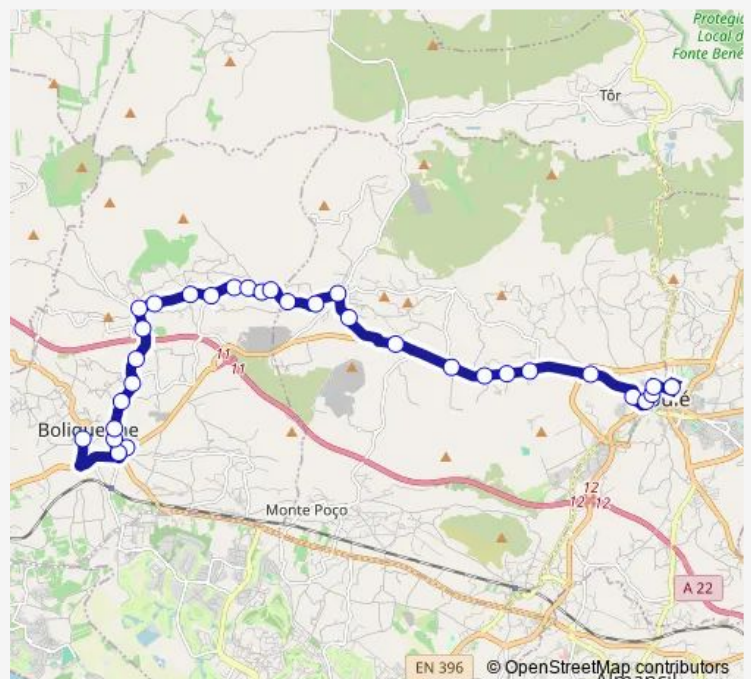 Protegid
Local d
Fonte Bené
Tôr
11
11
Boliqueime
Monte Poço
12
12
12
A 22
EN 396
© OpenStreetMap contributors